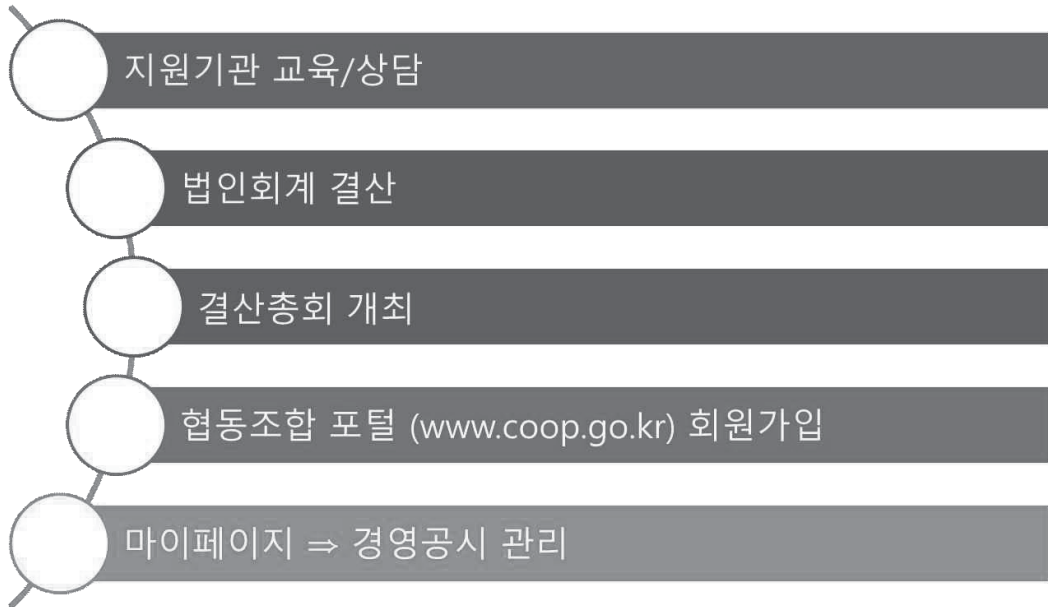 지원기관 교육/상담
법인회계 결산
결산총회 개최
협동조합 포털 (www.coop.go.kr) 회원가입
마이페이지 ⇒ 경영공시 관리